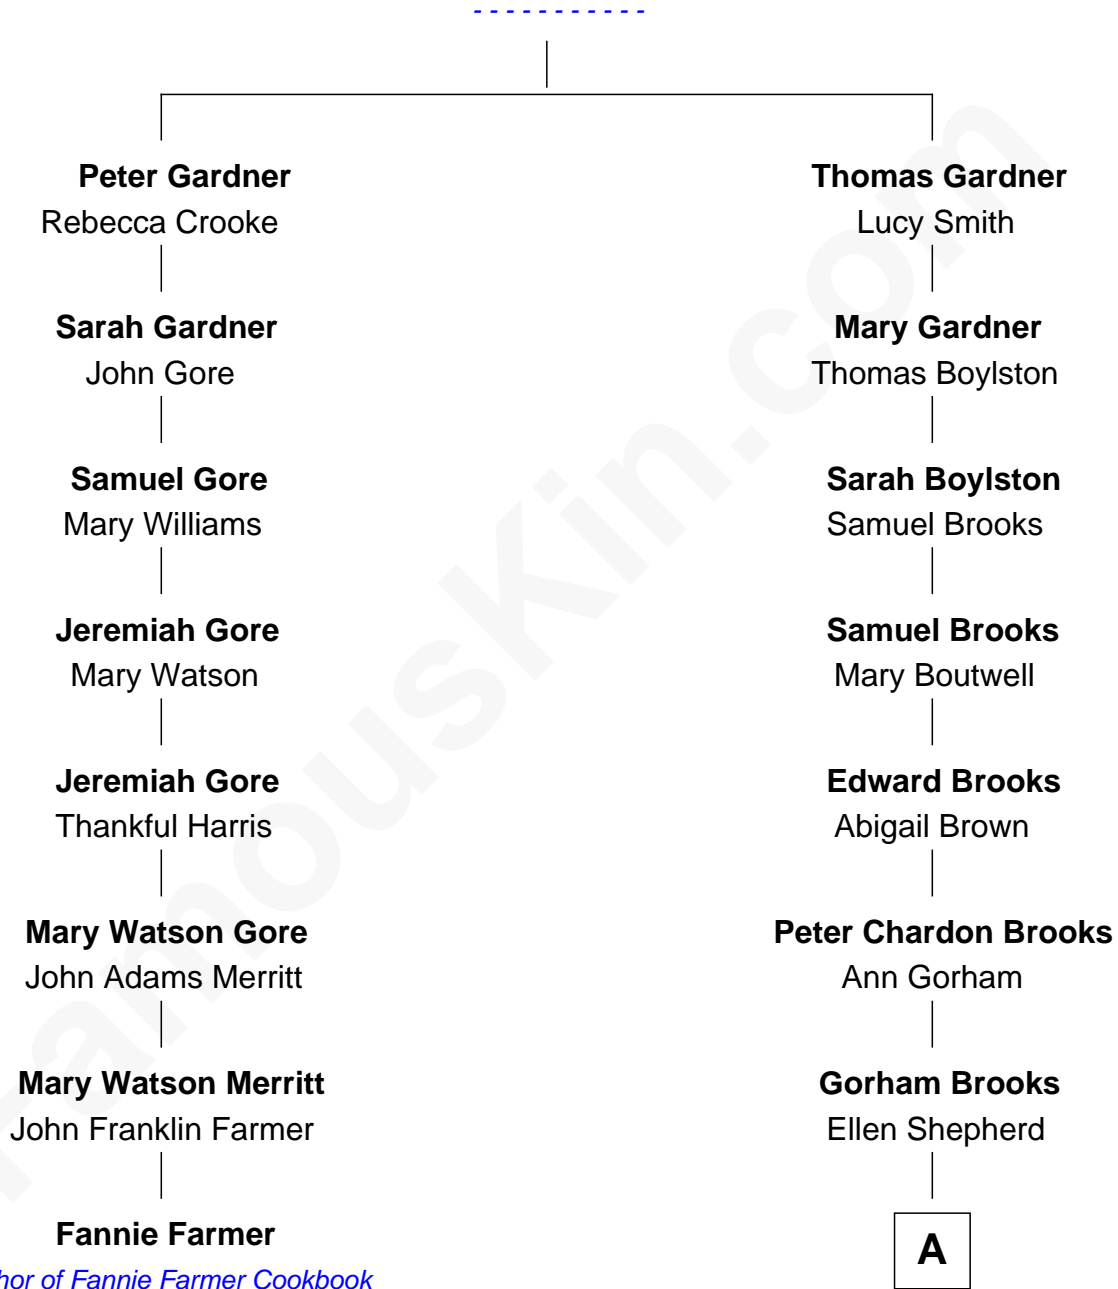 - - - - - - - - - - -
Peter Gardner
Rebecca Crooke
Thomas Gardner
Lucy Smith
Sarah Gardner
John Gore
Mary Gardner
Thomas Boylston
Samuel Gore
Mary Williams
Sarah Boylston
Samuel Brooks
Jeremiah Gore
Mary Watson
Samuel Brooks
Mary Boutwell
Jeremiah Gore
Thankful Harris
Edward Brooks
Abigail Brown
Mary Watson Gore
John Adams Merritt
Peter Chardon Brooks
Ann Gorham
Mary Watson Merritt
John Franklin Farmer
Gorham Brooks
Ellen Shepherd
Fannie Farmer
hor of Fannie Farmer Cookbook
A
FamousKin.com